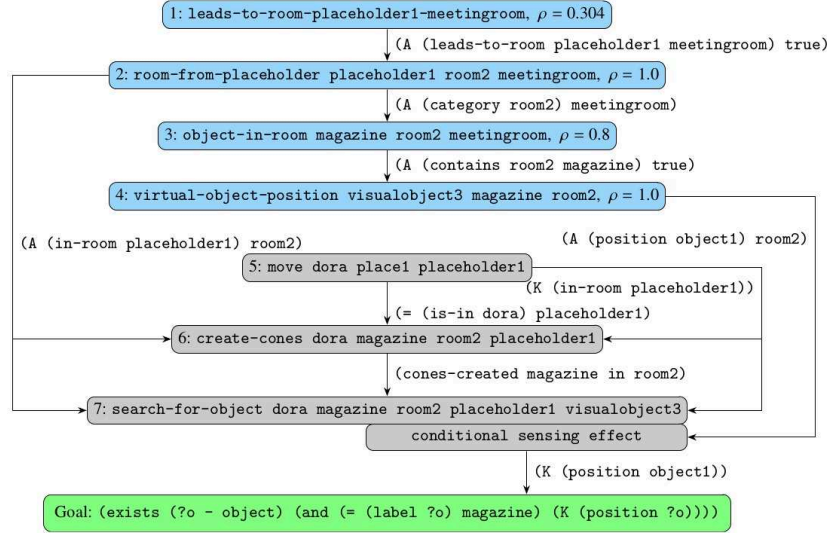 1: leads-to-room-placeholder1-meetingroom, ρ = 0.304
(A (leads-to-room placeholder1 meetingroom) true)
2: room-from-placeholder placeholder1 room2 meetingroom, ρ = 1.0
(A (category room2) meetingroom)
3: object-in-room magazine room2 meetingroom, ρ = 0.8
(A (contains room2 magazine) true)
4: virtual-object-position visualobject3 magazine room2, ρ = 1.0
(A (in-room placeholder1) room2)
(A (position object1) room2)
5: move dora place1 placeholder1
(K (in-room placeholder1))
(= (is-in dora) placeholder1)
6: create-cones dora magazine room2 placeholder1
(cones-created magazine in room2)
7: search-for-object dora magazine room2 placeholder1 visualobject3
conditional sensing effect
(K (position object1))
Goal: (exists (?o - object) (and (= (label ?o) magazine) (K (position ?o))))